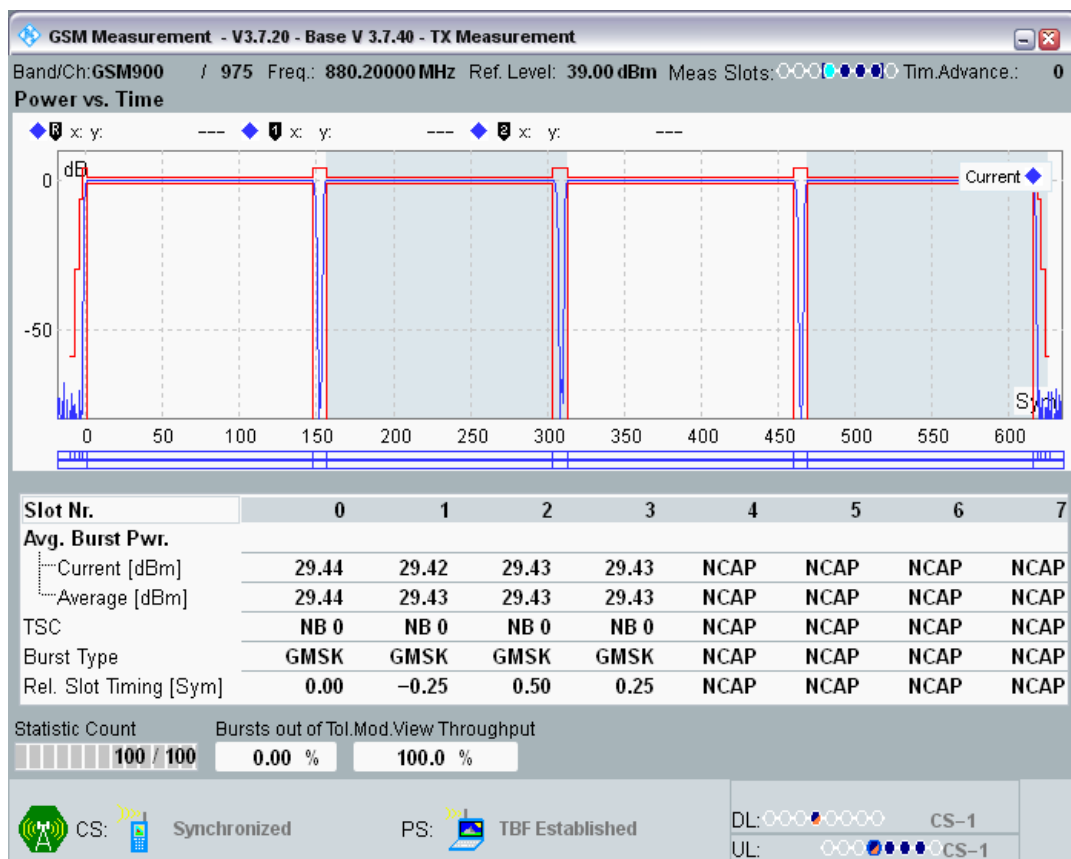 GSM Measurement - V3.7.20 - Base V 3.7.40 - TX Measurement
Band/Ch:GSM900 / 975 Freq.: 880.20000 MHz Ref. Level: 39.00 dBm Meas Slots: Tim.Advance.: 0
Power vs. Time
R x: y: --- 1 x: y: --- 2 x: y: ---
dB
Current
0
-50
Sym
0 50 100 150 200 250 300 350 400 450 500 550 600
Slot Nr. 0 1 2 3 4 5 6 7
Avg. Burst Pwr.
Current [dBm] 29.44 29.42 29.43 29.43 NCAP NCAP NCAP NCAP
Average [dBm] 29.44 29.43 29.43 29.43 NCAP NCAP NCAP NCAP
TSC NB 0 NB 0 NB 0 NB 0 NCAP NCAP NCAP NCAP
Burst Type GMSK GMSK GMSK GMSK NCAP NCAP NCAP NCAP
Rel. Slot Timing [Sym] 0.00 −0.25 0.50 0.25 NCAP NCAP NCAP NCAP
Statistic Count Bursts out of Tol. Mod.View Throughput
100 / 100 0.00 % 100.0 %
CS: Synchronized PS: TBF Established DL: CS−1
UL: CS−1